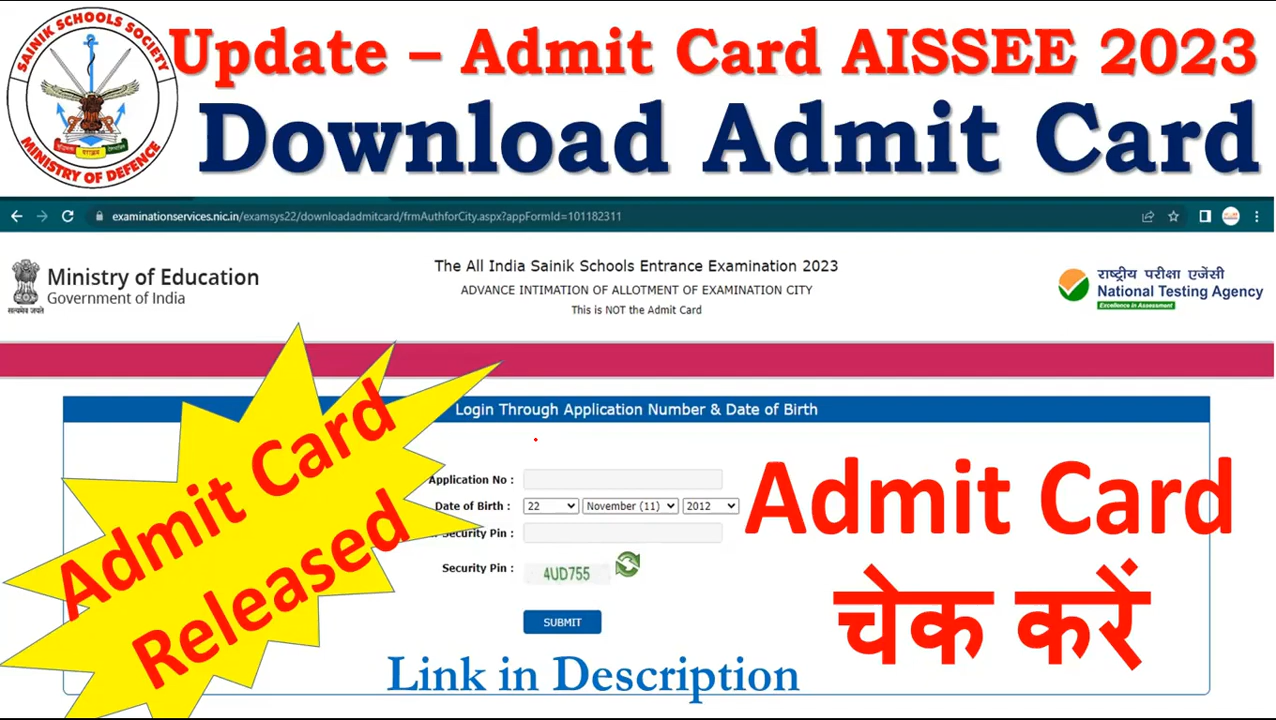 SAINIK SCHOOLS SOCIETY
MINISTRY OF DEFENCE
Update – Admit Card AISSEE 2023
Download Admit Card
examinationservices.nic.in/examsys22/downloadadmitcard/frmAuthforCity.aspx?appFormId=101182311
Ministry of Education
Government of India
सत्यमेव जयते
The All India Sainik Schools Entrance Examination 2023
ADVANCE INTIMATION OF ALLOTMENT OF EXAMINATION CITY
This is NOT the Admit Card
राष्ट्रीय परीक्षा एजेंसी
National Testing Agency
Excellence in Assessment
Login Through Application Number & Date of Birth
Application No :
Date of Birth : 22 November (11) 2012
Security Pin :
Security Pin : 4UD755
SUBMIT
Admit Card
Released
Admit Card
चेक करें
Link in Description